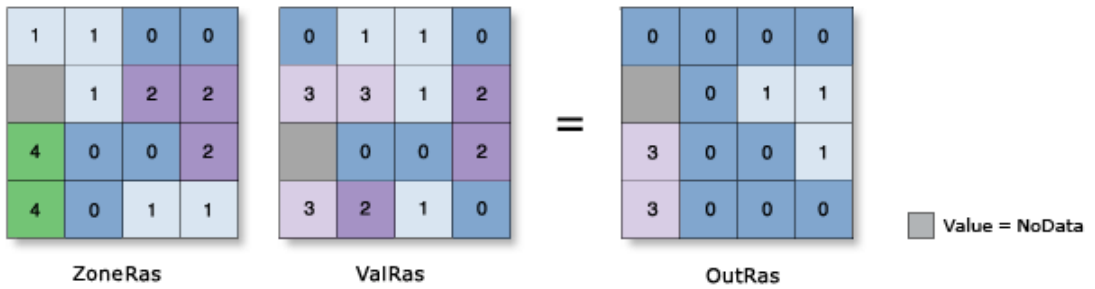 1 1 0 0 0 1 1 0 0 0 0 0
1 2 2 3 3 1 2 = 0 1 1
4 0 0 2 0 0 2 3 0 0 1
4 0 1 1 3 2 1 0 3 0 0 0 Value = NoData
ZoneRas ValRas OutRas